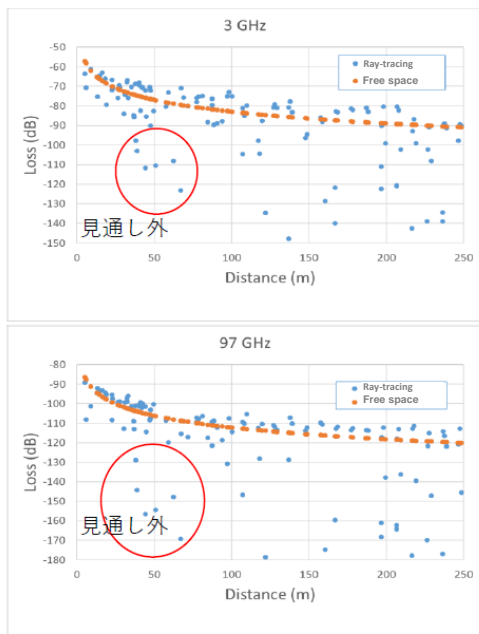 3 GHz
-50
-60
-70
-80
-90
-100
-110
-120
-130
-140
-150
Loss (dB)
Ray-tracing
Free space
見通し外
0
50
100
150
200
250
Distance (m)
97 GHz
-80
-90
-100
-110
-120
-130
-140
-150
-160
-170
-180
Loss (dB)
Ray-tracing
Free space
見通し外
0
50
100
150
200
250
Distance (m)